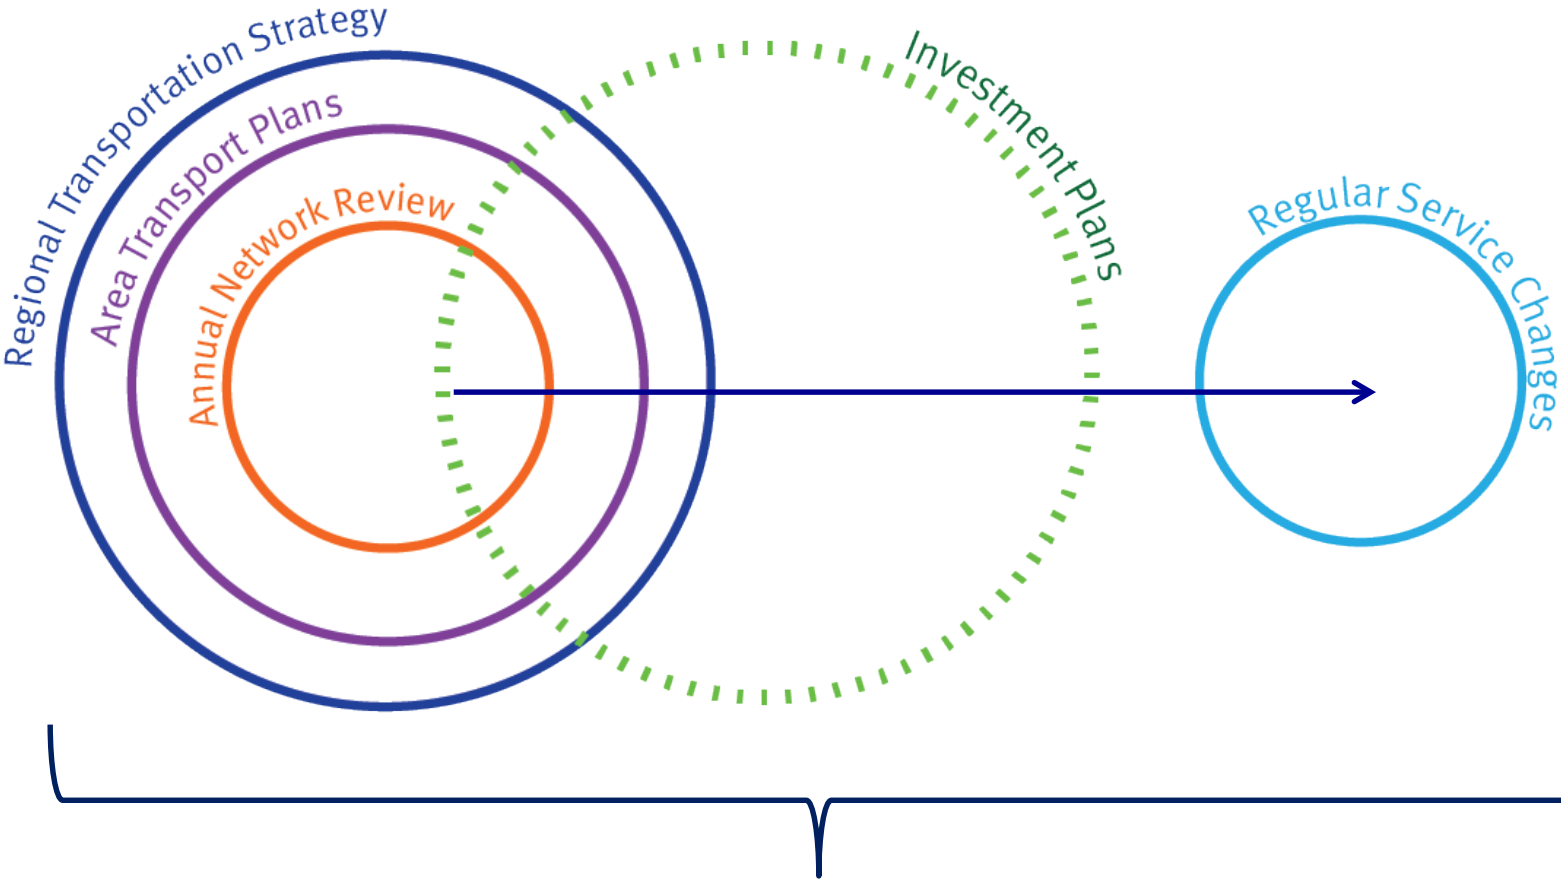 Regional Transportation Strategy
Area Transport Plans
Annual Network Review
Investment Plans
Regular Service Changes